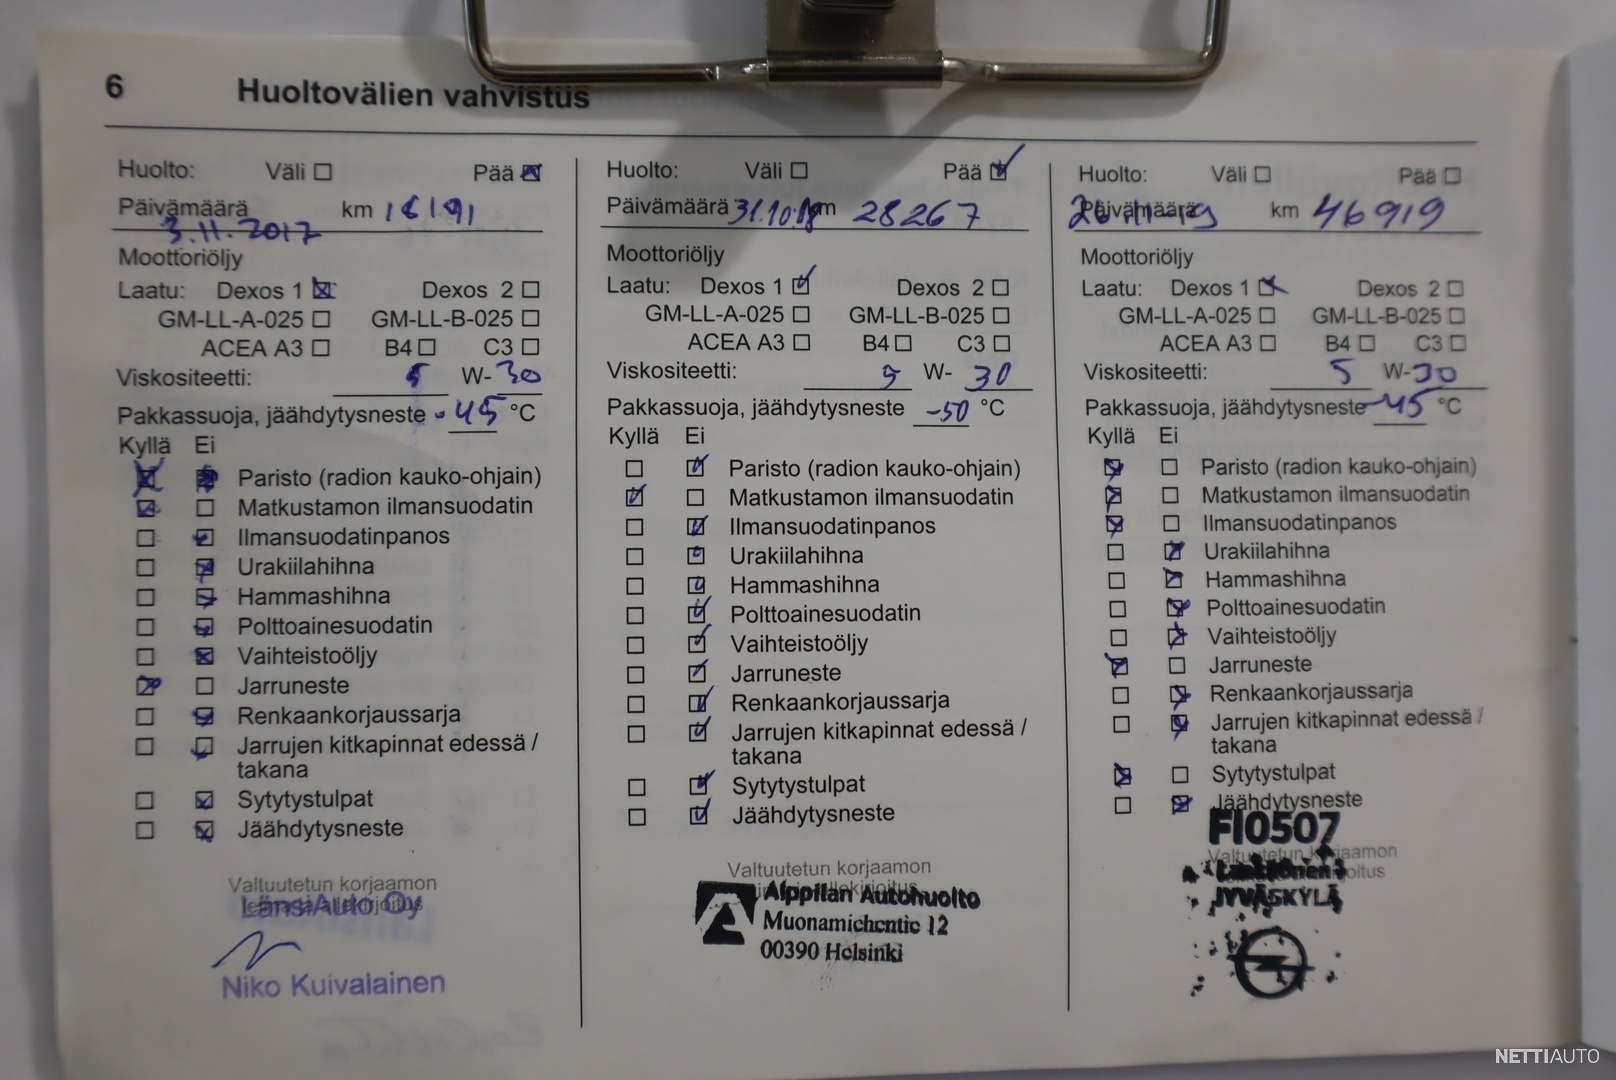 6 Huoltovälien vahvistus
Huolto: Väli Pää
Päivämäärä km 16191
3.11.2017
Moottoriöljy
Laatu: Dexos 1 Dexos 2
GM-LL-A-025 GM-LL-B-025
ACEA A3 B4 C3
Viskositeetti: 5 W-30
Pakkassuoja, jäähdytysneste -45 °C
Kyllä Ei
Paristo (radion kauko-ohjain)
Matkustamon ilmansuodatin
Ilmansuodatinpanos
Urakiilahihna
Hammashihna
Polttoainesuodatin
Vaihteistoöljy
Jarruneste
Renkaankorjaussarja
Jarrujen kitkapinnat edessä /
takana
Sytytystulpat
Jäähdytysneste
Valtuutetun korjaamon
LänsiAuto Oy
Niko Kuivalainen
Huolto: Väli Pää
Päivämäärä 31.10.18 km 28267
Moottoriöljy
Laatu: Dexos 1 Dexos 2
GM-LL-A-025 GM-LL-B-025
ACEA A3 B4 C3
Viskositeetti: 5 W- 30
Pakkassuoja, jäähdytysneste -50 °C
Kyllä Ei
Paristo (radion kauko-ohjain)
Matkustamon ilmansuodatin
Ilmansuodatinpanos
Urakiilahihna
Hammashihna
Polttoainesuodatin
Vaihteistoöljy
Jarruneste
Renkaankorjaussarja
Jarrujen kitkapinnat edessä /
takana
Sytytystulpat
Jäähdytysneste
Valtuutetun korjaamon
Alppilan Autohuolto
Muonamiehentie 12
00390 Helsinki
Huolto: Väli Pää
Päivämäärä km 46919
Moottoriöljy
Laatu: Dexos 1 Dexos 2
GM-LL-A-025 GM-LL-B-025
ACEA A3 B4 C3
Viskositeetti: 5 W-30
Pakkassuoja, jäähdytysneste -45 °C
Kyllä Ei
Paristo (radion kauko-ohjain)
Matkustamon ilmansuodatin
Ilmansuodatinpanos
Urakiilahihna
Hammashihna
Polttoainesuodatin
Vaihteistoöljy
Jarruneste
Renkaankorjaussarja
Jarrujen kitkapinnat edessä /
takana
Sytytystulpat
Jäähdytysneste
FI0507
Valtuutetun korjaamon
JYVÄSKYLÄ
NETTIAUTO